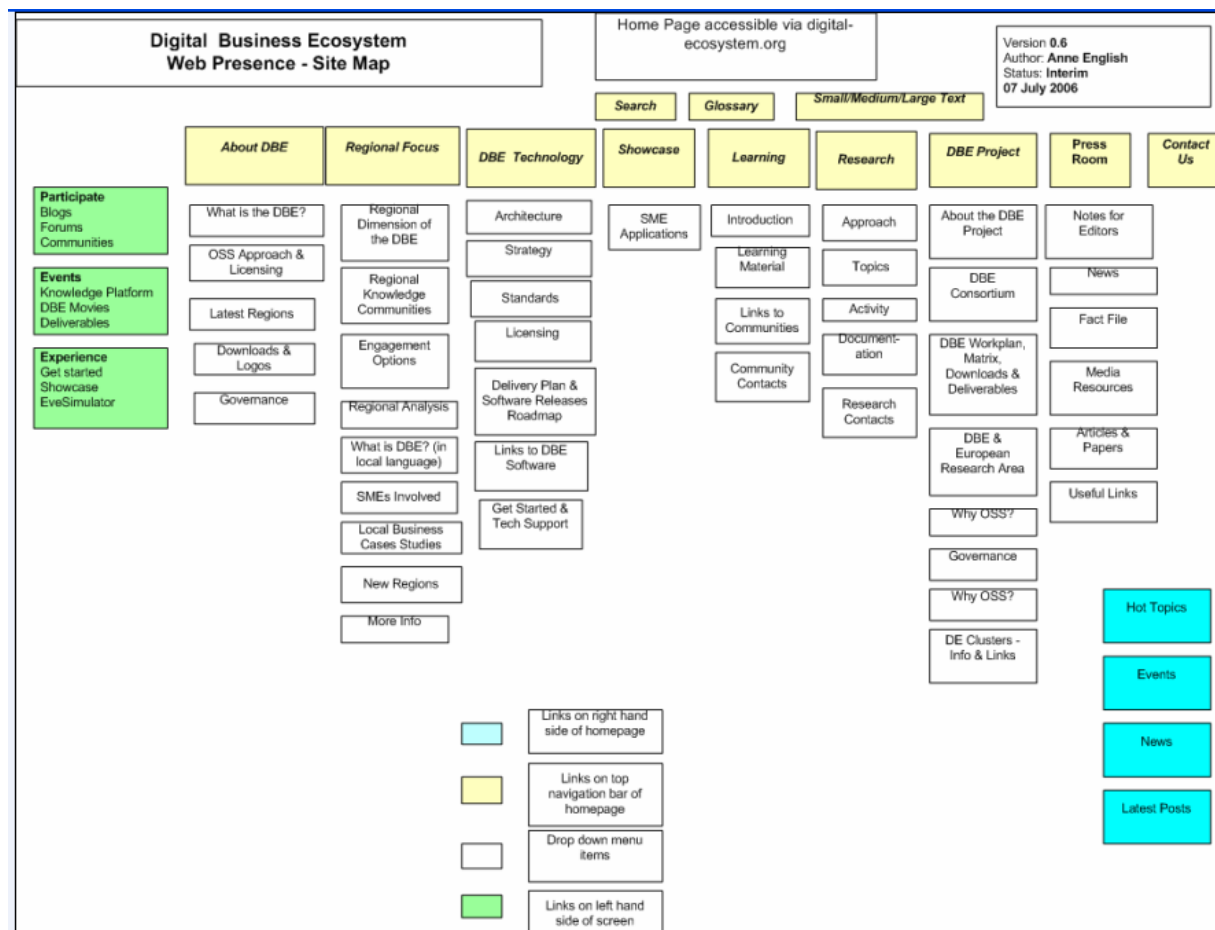 Digital Business Ecosystem
Web Presence - Site Map
Home Page accessible via digital-
ecosystem.org
Version 0.6
Author: Anne English
Status: Interim
07 July 2006
Search
Glossary
Small/Medium/Large Text
About DBE
Regional Focus
DBE Technology
Showcase
Learning
Research
DBE Project
Press
Room
Contact
Us
Participate
Blogs
Forums
Communities
Events
Knowledge Platform
DBE Movies
Deliverables
Experience
Get started
Showcase
EveSimulator
What is the DBE?
OSS Approach &
Licensing
Latest Regions
Downloads &
Logos
Governance
Regional
Dimension of
the DBE
Regional
Knowledge
Communities
Engagement
Options
Regional Analysis
What is DBE? (in
local language)
SMEs Involved
Local Business
Cases Studies
New Regions
More Info
Architecture
Strategy
Standards
Licensing
Delivery Plan &
Software Releases
Roadmap
Links to DBE
Software
Get Started &
Tech Support
SME
Applications
Introduction
Learning
Material
Links to
Communities
Community
Contacts
Approach
Topics
Activity
Document-
ation
Research
Contacts
About the DBE
Project
DBE
Consortium
DBE Workplan,
Matrix,
Downloads &
Deliverables
DBE &
European
Research Area
Why OSS?
Governance
Why OSS?
DE Clusters -
Info & Links
Notes for
Editors
News
Fact File
Media
Resources
Articles &
Papers
Useful Links
Hot Topics
Events
News
Latest Posts
Links on right hand
side of homepage
Links on top
navigation bar of
homepage
Drop down menu
items
Links on left hand
side of screen